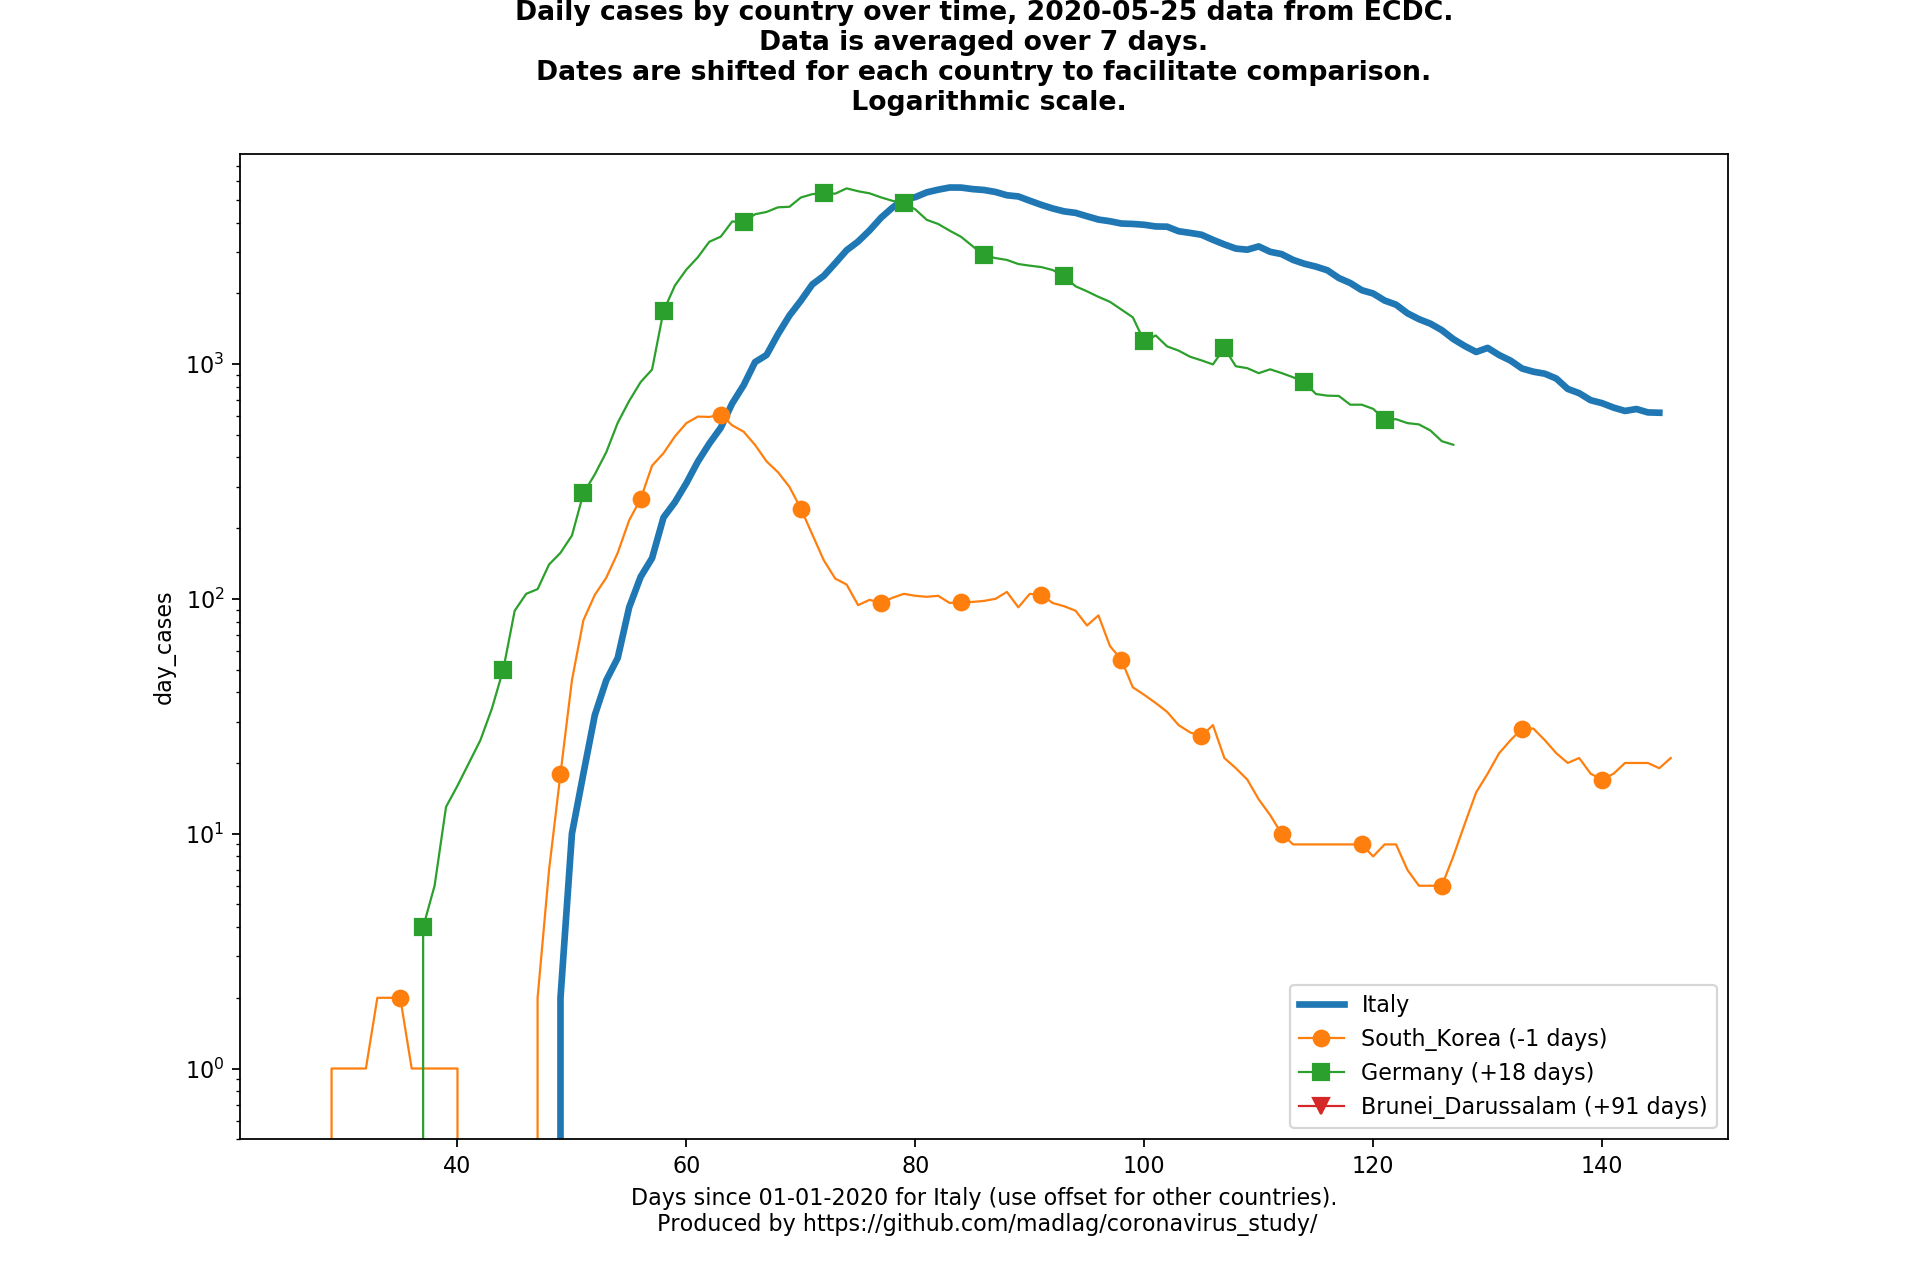 Daily cases by country over time, 2020-05-25 data from ECDC.
Data is averaged over 7 days.
Dates are shifted for each country to facilitate comparison.
Logarithmic scale.
day_cases
10³
10²
10¹
10⁰
Italy
South_Korea (-1 days)
Germany (+18 days)
Brunei_Darussalam (+91 days)
40 60 80 100 120 140
Days since 01-01-2020 for Italy (use offset for other countries).
Produced by https://github.com/madlag/coronavirus_study/